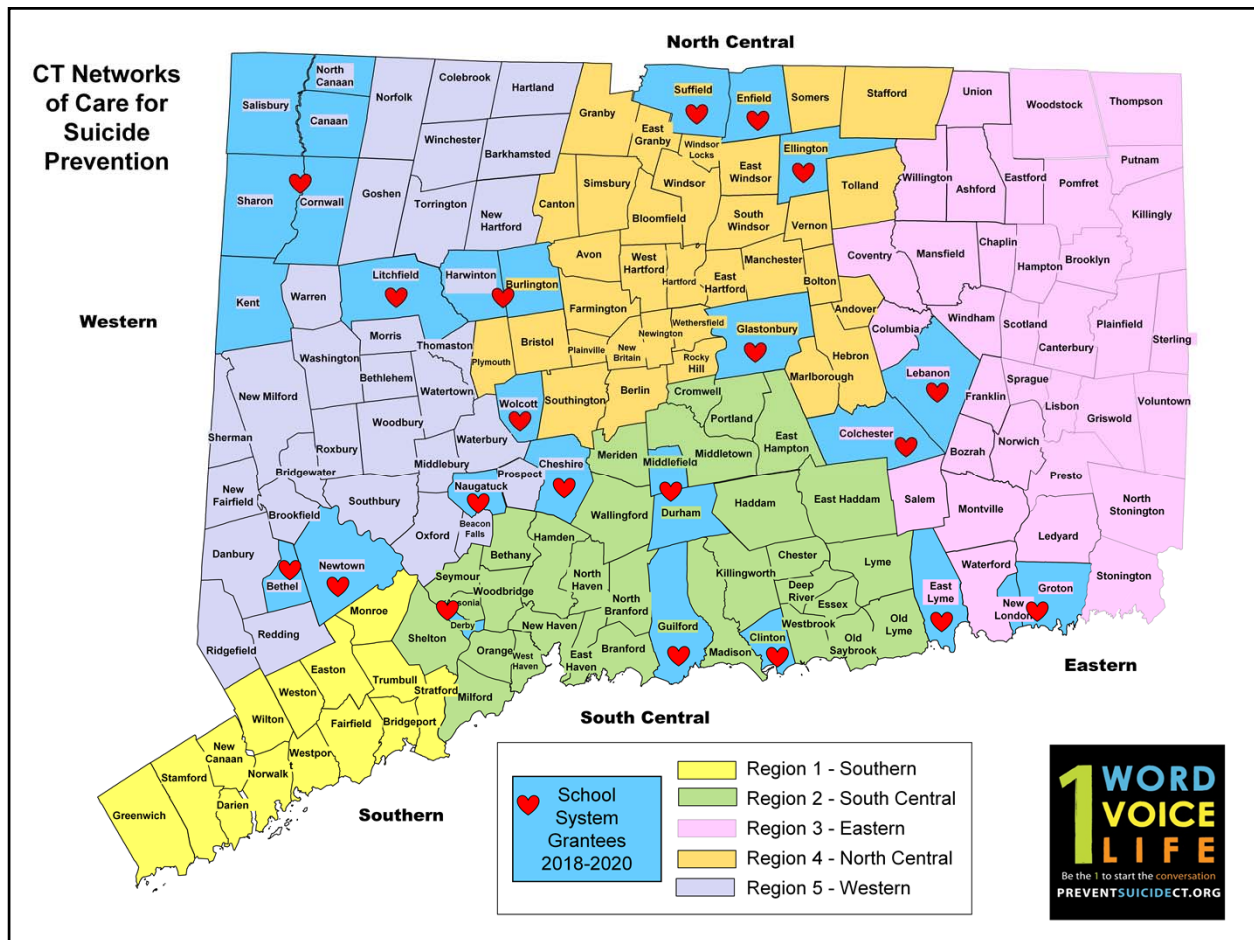 North Central
CT Networks
of Care for
Suicide
Prevention
Salisbury
North
Canaan
Canaan
Norfolk
Colebrook
Hartland
Winchester
Barkhamsted
Granby
Suffield
East
Granby
Windsor
Locks
Enfield
Somers
Stafford
Union
Woodstock
Thompson
Sharon
Cornwall
Goshen
Torrington
New
Hartford
Canton
Simsbury
Windsor
East
Windsor
Ellington
Tolland
Willington
Ashford
Eastford
Pomfret
Putnam
Killingly
Bloomfield
South
Windsor
Vernon
Kent
Warren
Litchfield
Harwinton
Burlington
Avon
West
Hartford
Hartford
East
Hartford
Manchester
Bolton
Coventry
Mansfield
Chaplin
Hampton
Brooklyn
Western
Morris
Thomaston
Plymouth
Bristol
Farmington
Plainville
New
Britain
Newington
Wethersfield
Rocky
Hill
Glastonbury
Andover
Hebron
Marlborough
Columbia
Windham
Scotland
Canterbury
Plainfield
Sterling
Washington
Bethlehem
Watertown
Wolcott
Southington
Berlin
Cromwell
Portland
Lebanon
Franklin
Sprague
Lisbon
Griswold
Voluntown
New Milford
Sherman
Roxbury
Bridgewater
Woodbury
Waterbury
Middlebury
Cheshire
Prospect
Naugatuck
Meriden
Middlefield
Middletown
East
Hampton
Colchester
Bozrah
Norwich
Presto
New
Fairfield
Brookfield
Southbury
Oxford
Beacon
Falls
Wallingford
Durham
Haddam
East Haddam
Salem
Montville
Ledyard
North
Stonington
Danbury
Bethel
Newtown
Seymour
Bethany
Hamden
Woodbridge
North
Haven
North
Branford
Killingworth
Chester
Deep
River
Essex
Lyme
East
Lyme
Waterford
New
London
Groton
Stonington
Ridgefield
Redding
Monroe
Shelton
Derby
Orange
New Haven
West
Haven
East
Haven
Branford
Guilford
Madison
Clinton
Westbrook
Old
Saybrook
Old
Lyme
Eastern
Easton
Weston
Wilton
Trumbull
Stratford
Milford
Fairfield
Bridgeport
South Central
New
Canaan
Stamford
Norwalk
Westpor
t
Greenwich
Darien
Southern
School
System
Grantees
2018-2020
Region 1 - Southern
Region 2 - South Central
Region 3 - Eastern
Region 4 - North Central
Region 5 - Western
1 WORD
VOICE
LIFE
Be the 1 to start the conversation
PREVENTSUICIDECT.ORG